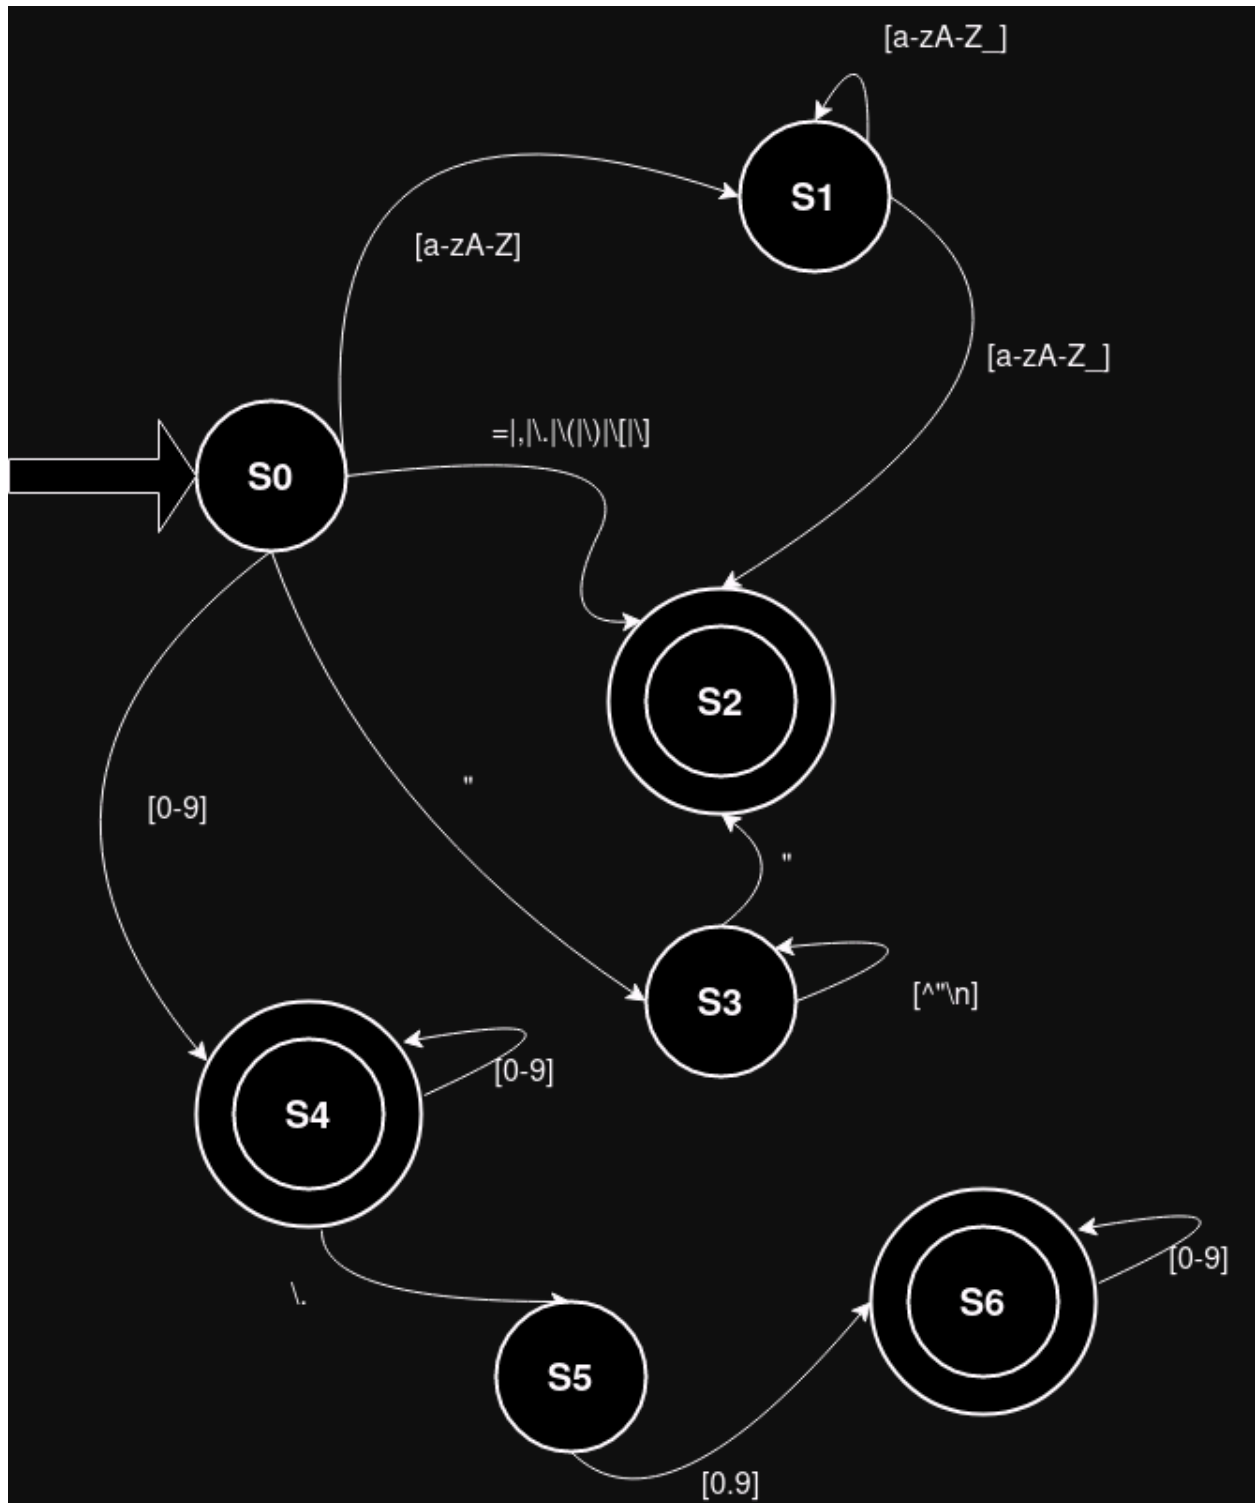 [a-zA-Z_]
S1
[a-zA-Z]
[a-zA-Z_]
=|,|\.|\(|\)|\[|\]
S0
S2
"
[0-9]
"
S3
[^"\n]
[0-9]
S4
[0-9]
\.
S6
S5
[0.9]